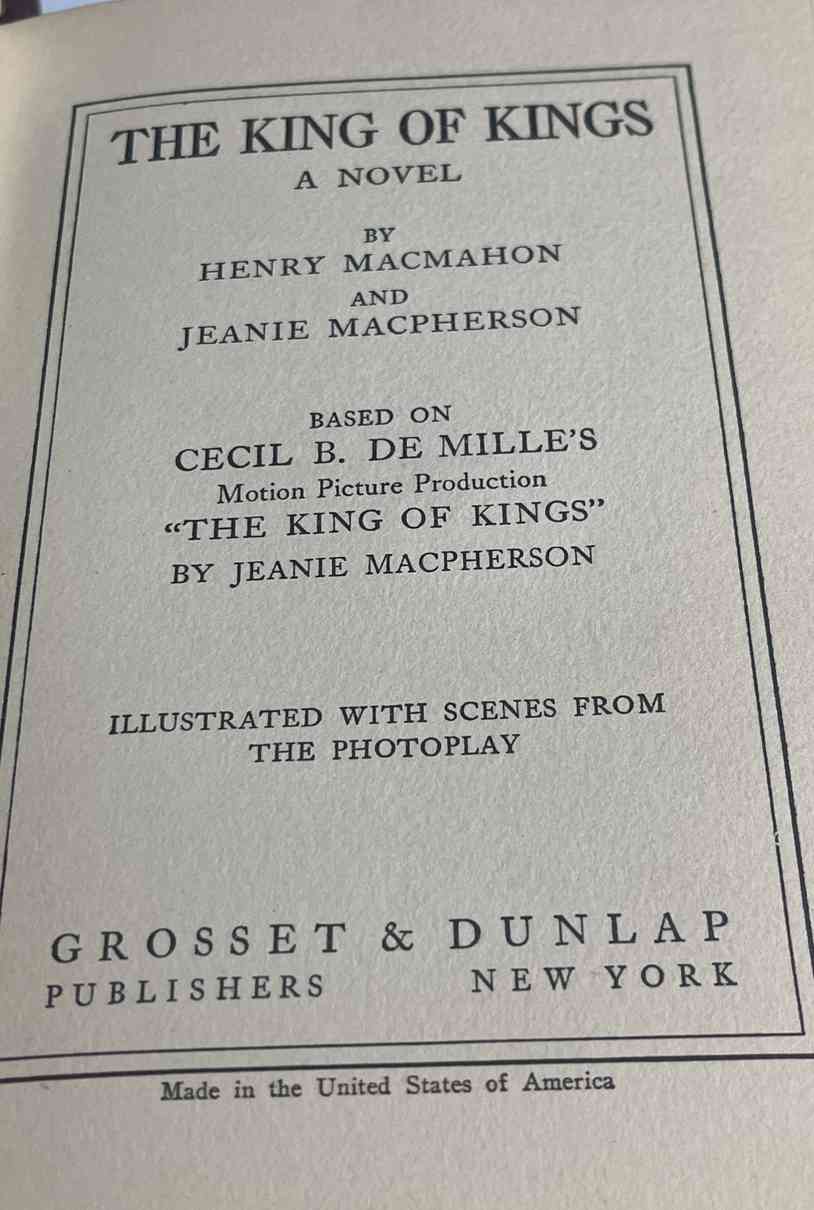 THE KING OF KINGS
A NOVEL
BY
HENRY MACMAHON
AND
JEANIE MACPHERSON
BASED ON
CECIL B. DE MILLE'S
Motion Picture Production
“THE KING OF KINGS”
BY JEANIE MACPHERSON
ILLUSTRATED WITH SCENES FROM
THE PHOTOPLAY
GROSSET & DUNLAP
PUBLISHERS NEW YORK
Made in the United States of America